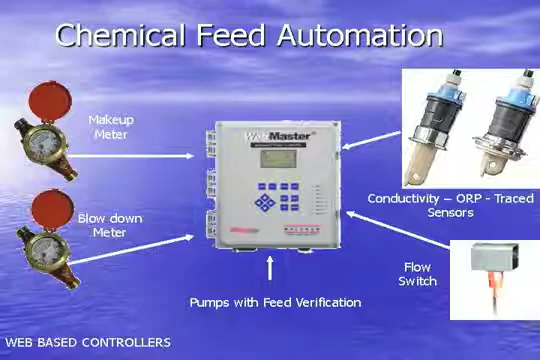 Chemical Feed Automation
Makeup
Meter
WebMaster®
Conductivity – ORP - Traced
Sensors
Blow down
Meter
Flow
Switch
Pumps with Feed Verification
WEB BASED CONTROLLERS